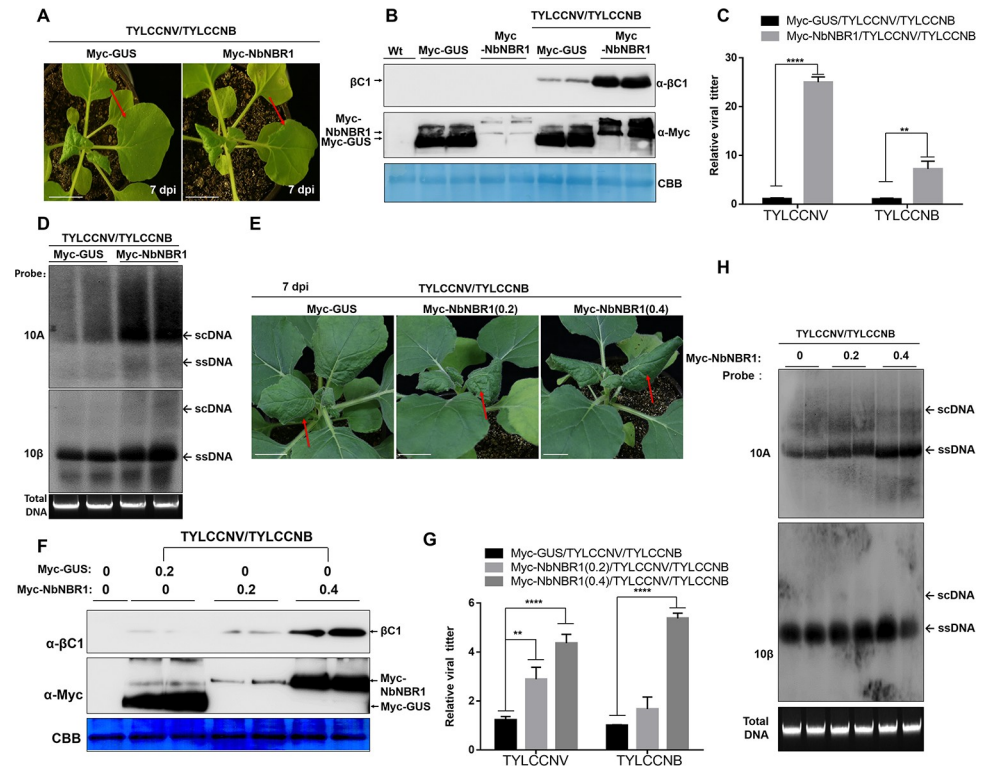 A
TYLCCNV/TYLCCNB
Myc-GUS
Myc-NbNBR1
7 dpi
7 dpi
B
TYLCCNV/TYLCCNB
Wt
Myc-GUS
Myc
-NbNBR1
Myc-GUS
Myc
-NbNBR1
βC1
α-βC1
Myc-
NbNBR1
Myc-GUS
α-Myc
CBB
C
Myc-GUS/TYLCCNV/TYLCCNB
Myc-NbNBR1/TYLCCNV/TYLCCNB
Relative viral titter
30
20
10
0
****
**
TYLCCNV
TYLCCNB
D
TYLCCNV/TYLCCNB
Myc-GUS
Myc-NbNBR1
Probe:
10A
scDNA
ssDNA
scDNA
10β
ssDNA
Total
DNA
E
7 dpi
TYLCCNV/TYLCCNB
Myc-GUS
Myc-NbNBR1(0.2)
Myc-NbNBR1(0.4)
F
TYLCCNV/TYLCCNB
Myc-GUS: 0 0.2 0 0
Myc-NbNBR1: 0 0 0.2 0.4
α-βC1
βC1
α-Myc
Myc-
NbNBR1
Myc-GUS
CBB
G
Myc-GUS/TYLCCNV/TYLCCNB
Myc-NbNBR1(0.2)/TYLCCNV/TYLCCNB
Myc-NbNBR1(0.4)/TYLCCNV/TYLCCNB
Relative viral titter
6
4
2
0
****
**
****
TYLCCNV
TYLCCNB
H
TYLCCNV/TYLCCNB
Myc-NbNBR1: 0 0.2 0.4
Probe :
scDNA
10A
ssDNA
scDNA
ssDNA
10β
Total
DNA